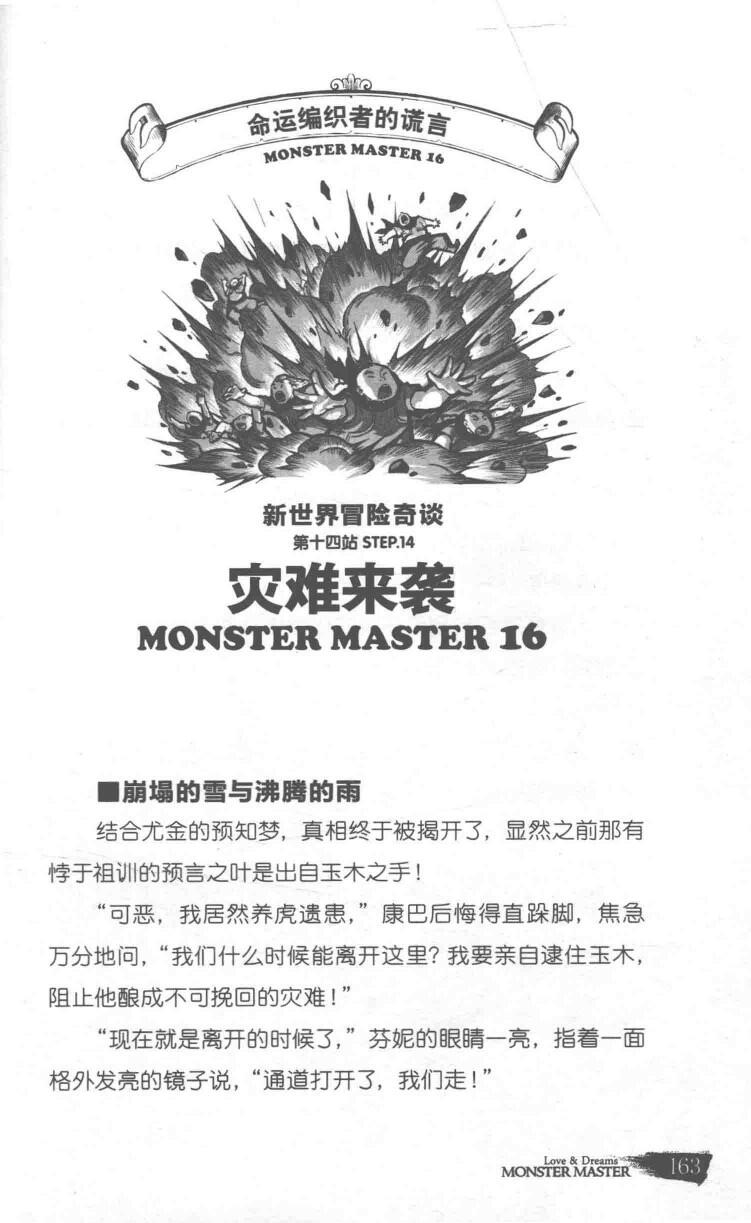 命运编织者的谎言
MONSTER MASTER 16
新世界冒险奇谈
第十四站 STEP.14
灾难来袭
MONSTER MASTER 16
■崩塌的雪与沸腾的雨
结合尤金的预知梦，真相终于被揭开了，显然之前那有
悖于祖训的预言之叶是出自玉木之手！
“可恶，我居然养虎遗患，”康巴后悔得直跺脚，焦急
万分地问，“我们什么时候能离开这里？我要亲自逮住玉木，
阻止他酿成不可挽回的灾难！”
“现在就是离开的时候了，”芬妮的眼睛一亮，指着一面
格外发亮的镜子说，“通道打开了，我们走！”
Love & Dreams
MONSTER MASTER
163